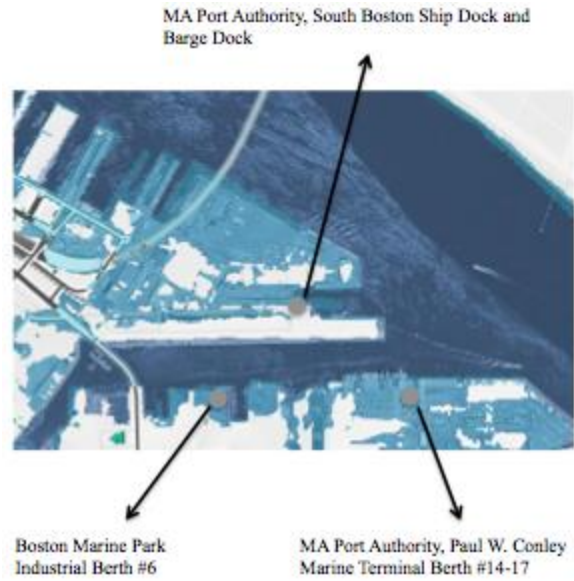 MA Port Authority, South Boston Ship Dock and
Barge Dock
Boston Marine Park
Industrial Berth #6
MA Port Authority, Paul W. Conley
Marine Terminal Berth #14-17